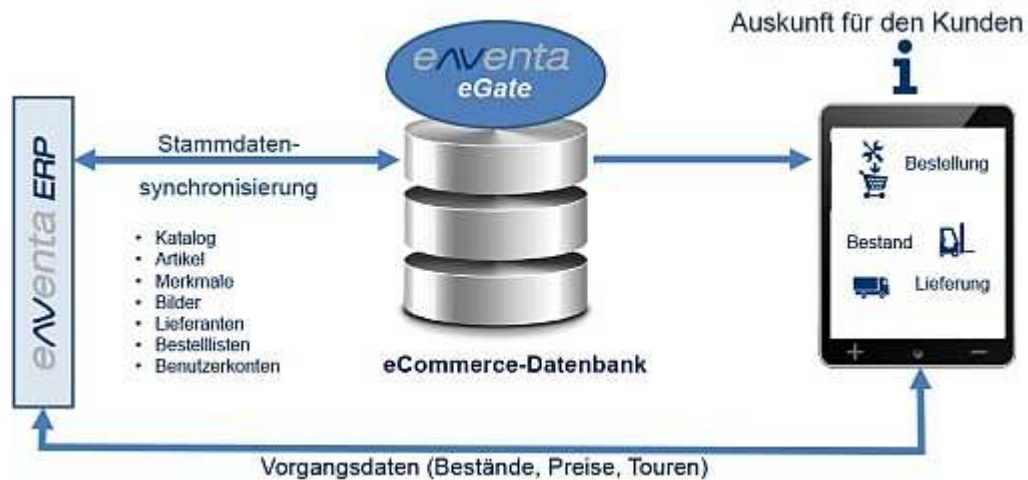 Auskunft für den Kunden
i
eNVenta
eGate
eNVenta ERP
Stammdaten-
synchronisierung
• Katalog
• Artikel
• Merkmale
• Bilder
• Lieferanten
• Bestelllisten
• Benutzerkonten
eCommerce-Datenbank
Bestellung
Bestand
Lieferung
Vorgangsdaten (Bestände, Preise, Touren)